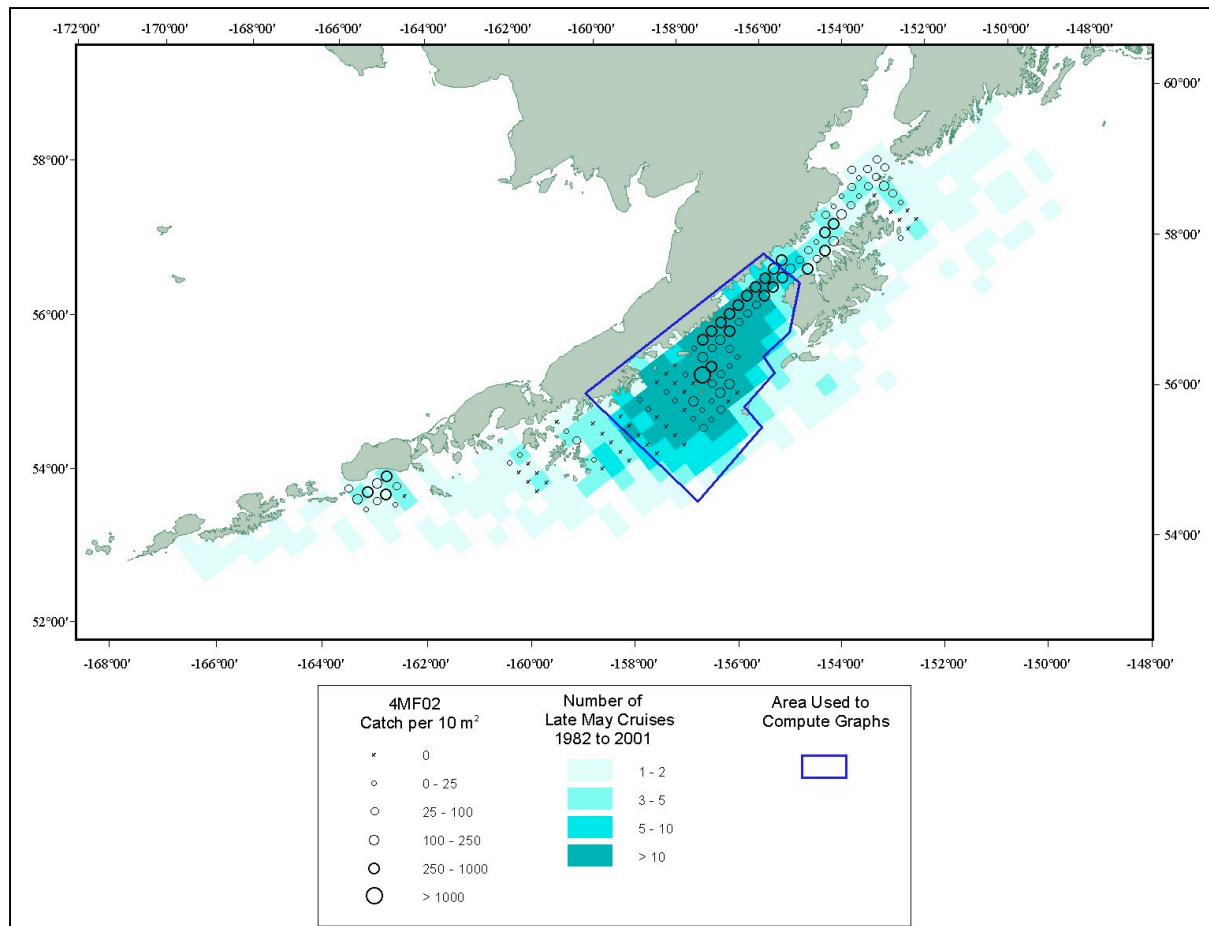 -172°00' -170°00' -168°00' -166°00' -164°00' -162°00' -160°00' -158°00' -156°00' -154°00' -152°00' -150°00' -148°00'
60°00'
58°00'
58°00'
56°00'
56°00'
54°00'
54°00'
52°00'
-168°00' -166°00' -164°00' -162°00' -160°00' -158°00' -156°00' -154°00' -152°00' -150°00' -148°00'
4MF02
Catch per 10 m²
0
0 - 25
25 - 100
100 - 250
250 - 1000
> 1000
Number of
Late May Cruises
1982 to 2001
1 - 2
3 - 5
5 - 10
> 10
Area Used to
Compute Graphs